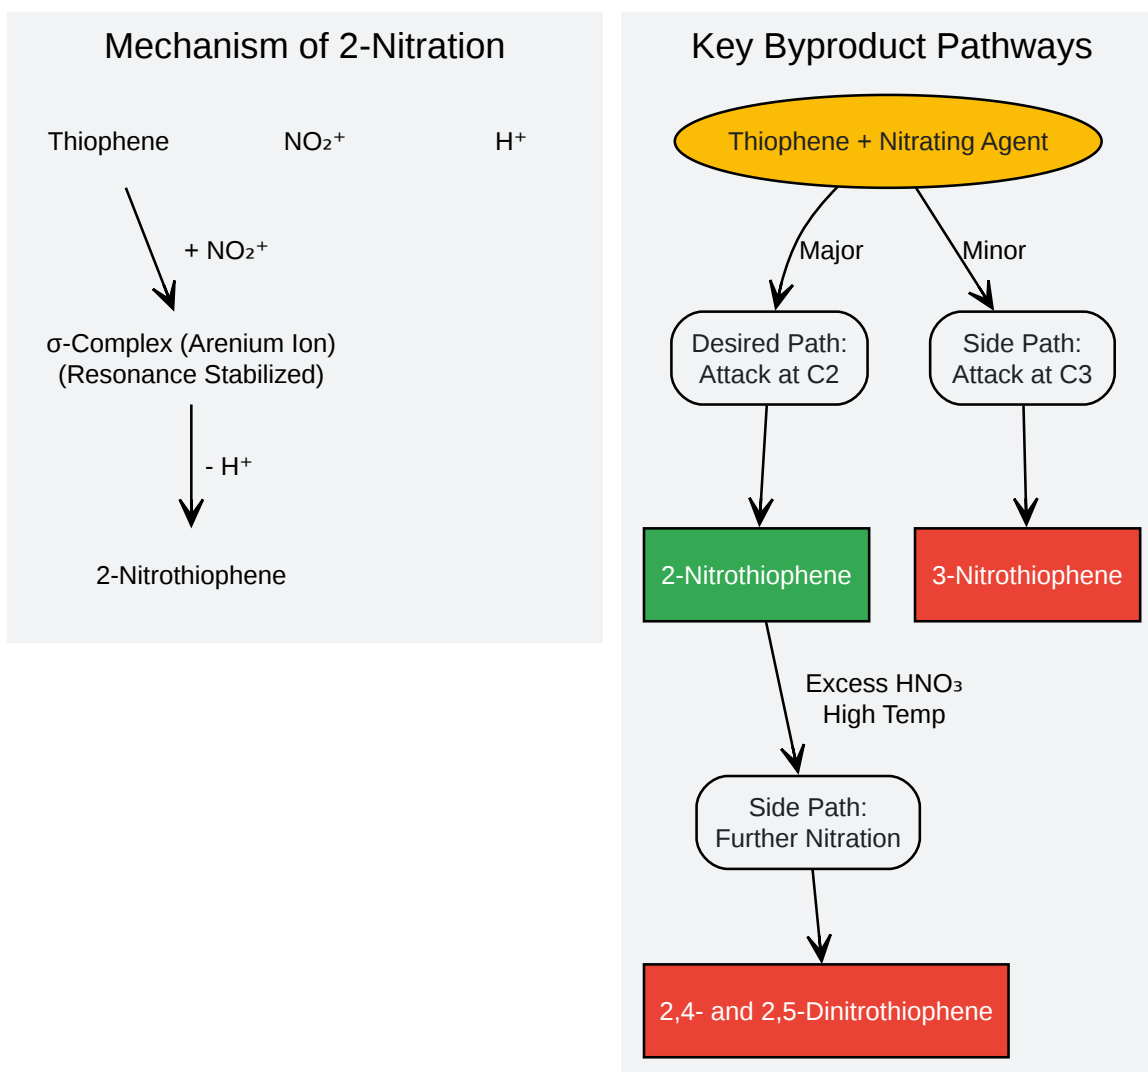 Mechanism of 2-Nitration
Thiophene
NO₂⁺
H⁺
+ NO₂⁺
σ-Complex (Arenium Ion)
(Resonance Stabilized)
- H⁺
2-Nitrothiophene
Key Byproduct Pathways
Thiophene + Nitrating Agent
Major
Minor
Desired Path:
Attack at C2
Side Path:
Attack at C3
2-Nitrothiophene
3-Nitrothiophene
Excess HNO₃
High Temp
Side Path:
Further Nitration
2,4- and 2,5-Dinitrothiophene